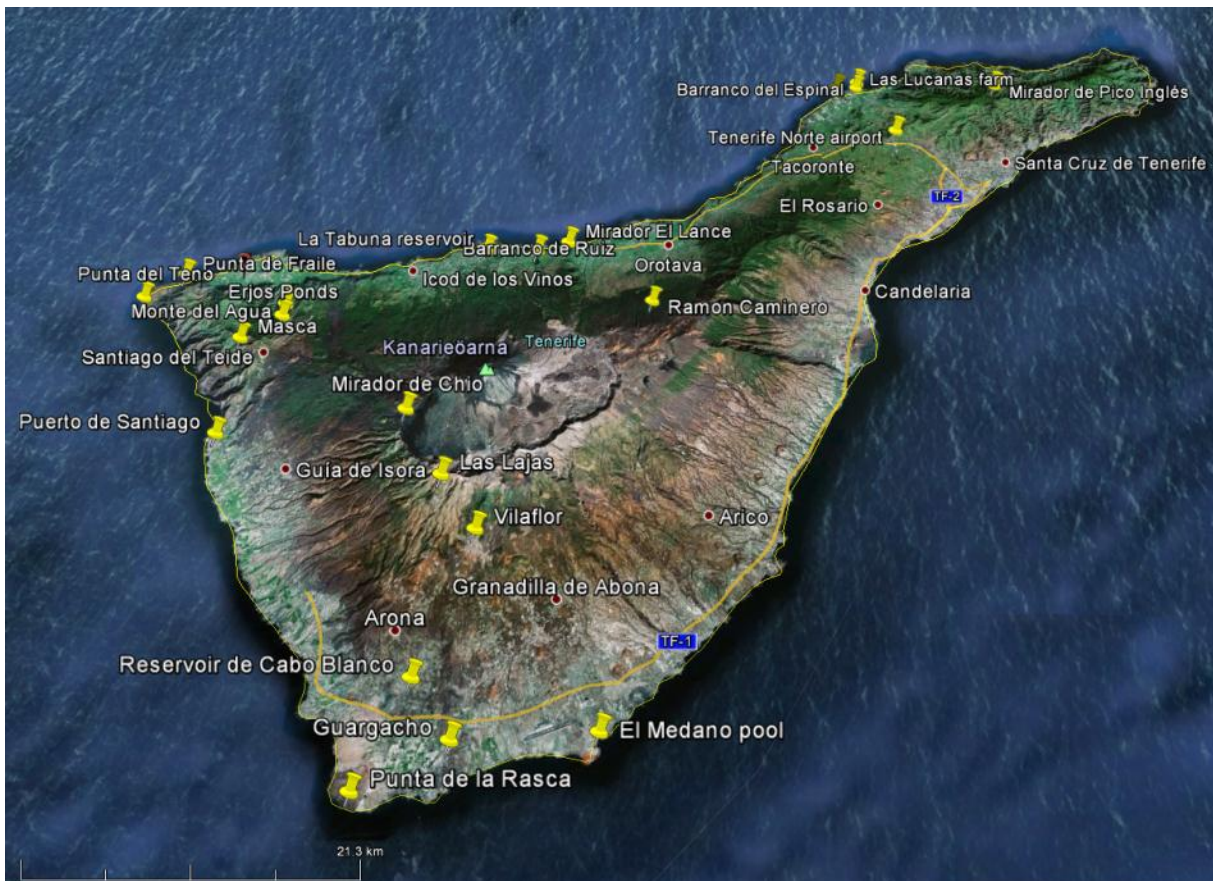 Las Lucanas farm
Barranco del Espinal
Mirador de Pico Inglés
Tenerife Norte airport
Tacoronte
Santa Cruz de Tenerife
TF-2
El Rosario
Mirador El Lance
La Tabuna reservoir
Barranco de Ruiz
Orotava
Punta de Fraile
Punta del Teno
Icod de los Vinos
Erjos Ponds
Candelaria
Ramon Caminero
Monte del Agua
Masca
Tenerife
Kanarieöarna
Santiago del Teide
Mirador de Chio
Puerto de Santiago
Las Lajas
Guía de Isora
Vilaflor
Arico
Granadilla de Abona
Arona
TF-1
Reservoir de Cabo Blanco
Guargacho
El Medano pool
Punta de la Rasca
21.3 km